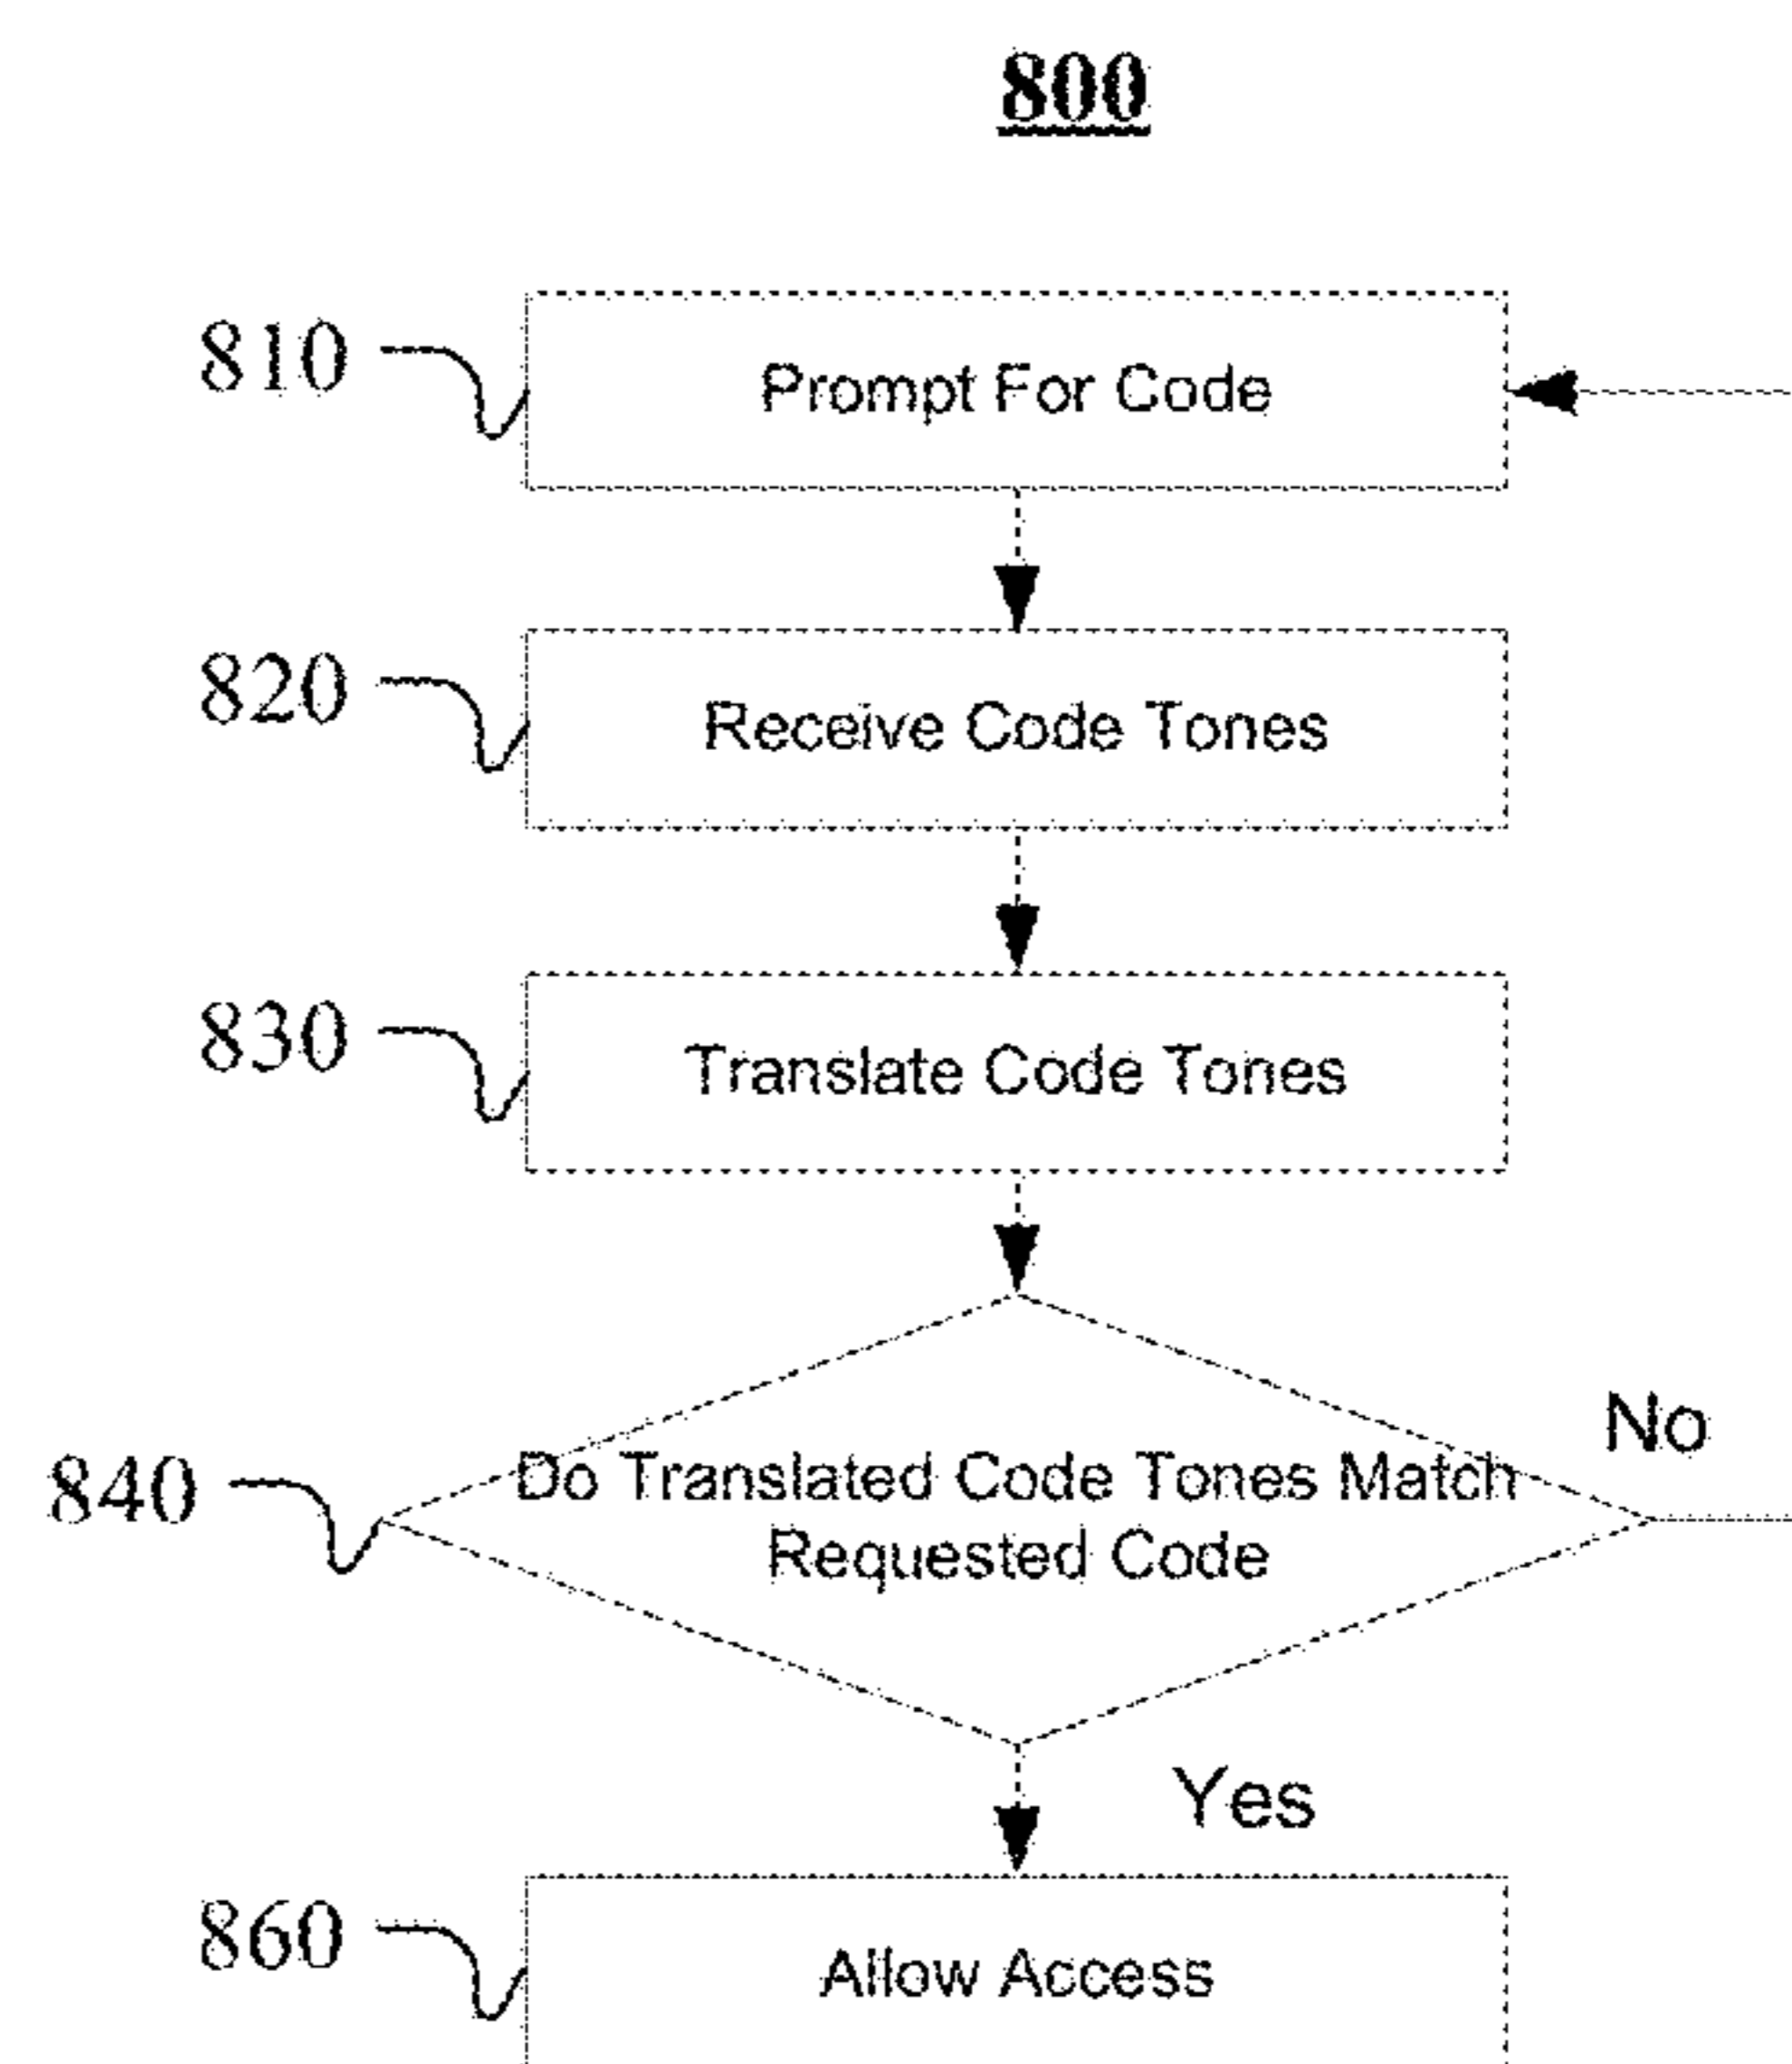 800
810
Prompt For Code
820
Receive Code Tones
830
Translate Code Tones
No
840
Do Translated Code Tones Match
Requested Code
Yes
860
Allow Access